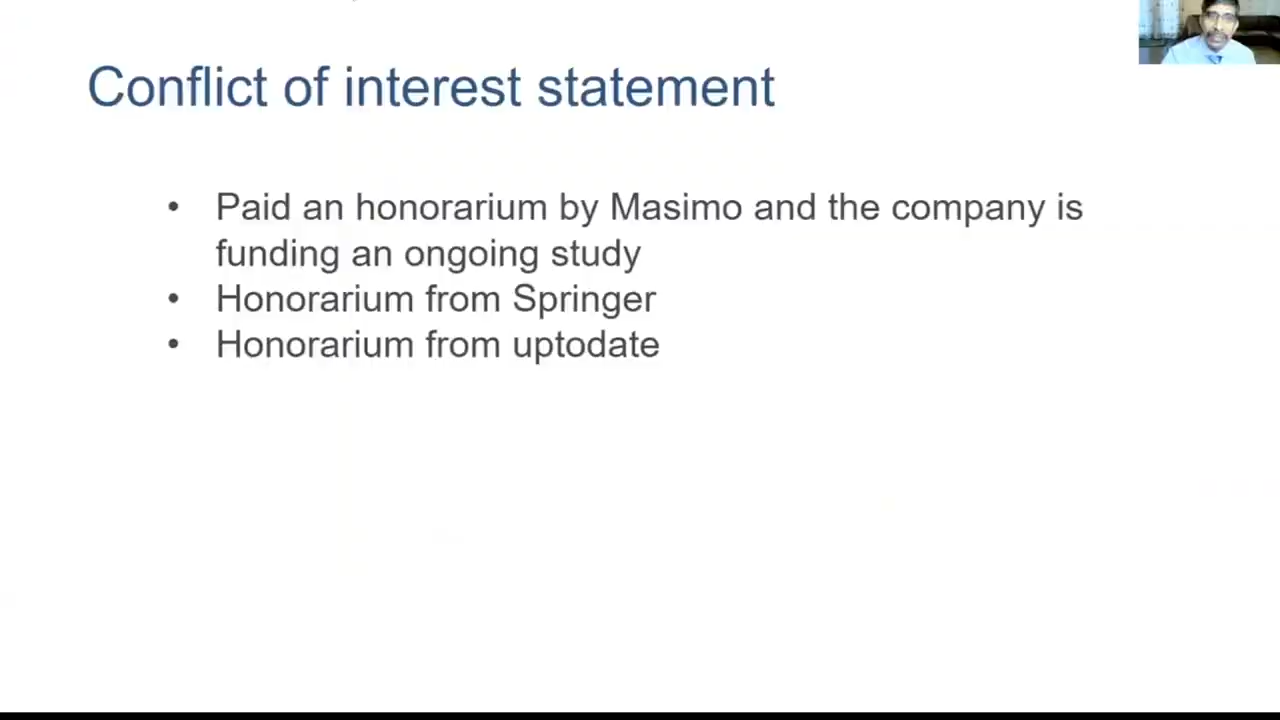 Conflict of interest statement
• Paid an honorarium by Masimo and the company is
funding an ongoing study
• Honorarium from Springer
• Honorarium from uptodate